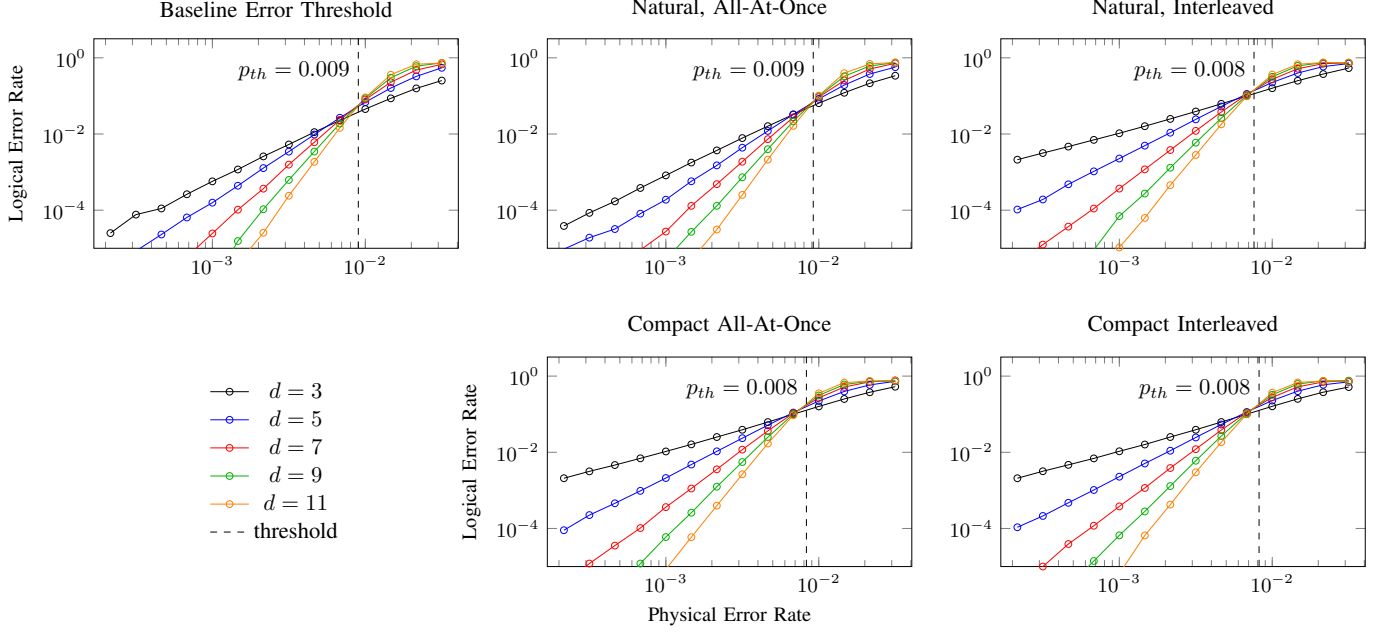 Baseline Error Threshold
Natural, All-At-Once
Natural, Interleaved
Logical Error Rate
10^0
10^−2
10^−4
p_th = 0.009
10^−3
10^−2
10^0
10^−2
10^−4
p_th = 0.009
10^−3
10^−2
10^0
10^−2
10^−4
p_th = 0.008
10^−3
10^−2
Compact All-At-Once
Compact Interleaved
d = 3
d = 5
d = 7
d = 9
d = 11
threshold
Logical Error Rate
10^0
10^−2
10^−4
p_th = 0.008
10^−3
10^−2
Physical Error Rate
10^0
10^−2
10^−4
p_th = 0.008
10^−3
10^−2